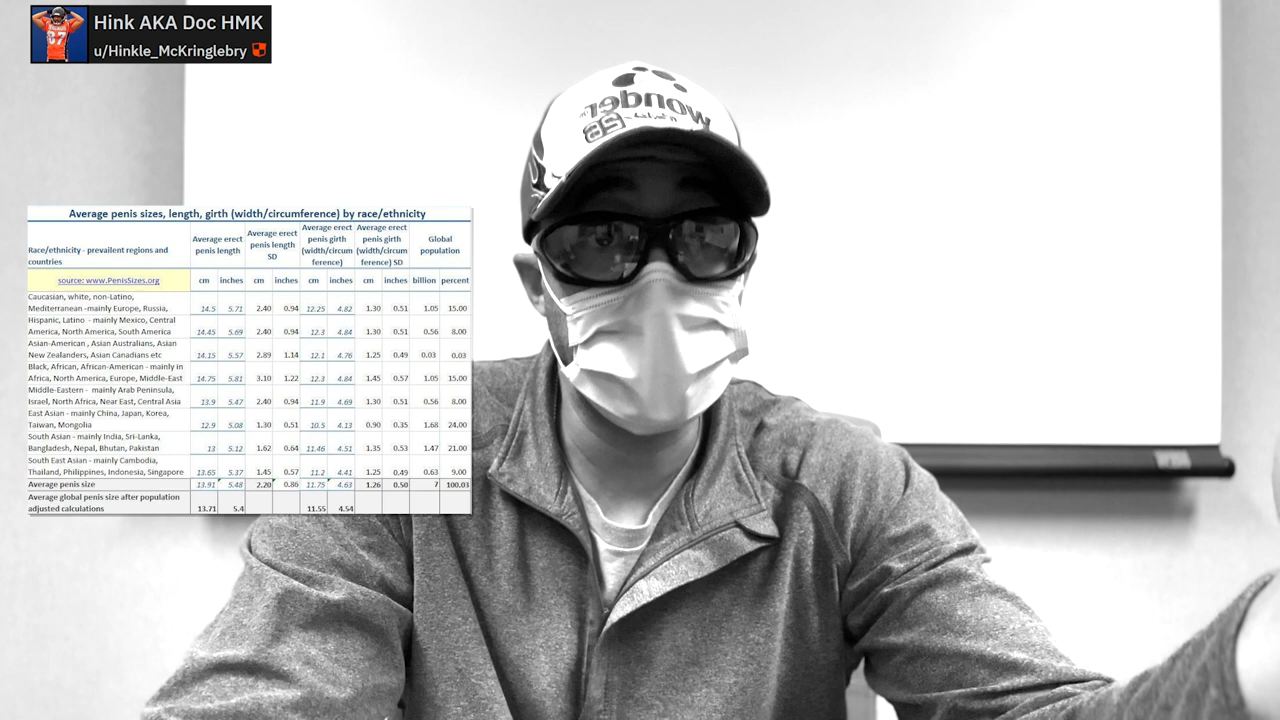 Hink AKA Doc HMK
u/Hinkle_McKringlebry
wonder
28
Average penis sizes, length, girth (width/circumference) by race/ethnicity
Race/ethnicity - prevailent regions and countries Average erect penis length Average erect penis length SD Average erect penis girth (width/circumference) Average erect penis girth (width/circumference) SD Global population
source: www.PenisSizes.org cm inches cm inches cm inches cm inches billion percent
Caucasian, white, non-Latino,
Mediterranean -mainly Europe, Russia, 14.5 5.71 2.40 0.94 12.25 4.82 1.30 0.51 1.05 15.00
Hispanic, Latino - mainly Mexico, Central
America, North America, South America 14.45 5.69 2.40 0.94 12.3 4.84 1.30 0.51 0.56 8.00
Asian-American , Asian Australians, Asian
New Zealanders, Asian Canadians etc 14.15 5.57 2.89 1.14 12.1 4.76 1.25 0.49 0.03 0.03
Black, African, African-American - mainly in
Africa, North America, Europe, Middle-East 14.75 5.81 3.10 1.22 12.3 4.84 1.45 0.57 1.05 15.00
Middle-Eastern - mainly Arab Peninsula,
Israel, North Africa, Near East, Central Asia 13.9 5.47 2.40 0.94 11.9 4.69 1.30 0.51 0.56 8.00
East Asian - mainly China, Japan, Korea,
Taiwan, Mongolia 12.9 5.08 1.30 0.51 10.5 4.13 0.90 0.35 1.68 24.00
South Asian - mainly India, Sri-Lanka,
Bangladesh, Nepal, Bhutan, Pakistan 13 5.12 1.62 0.64 11.46 4.51 1.35 0.53 1.47 21.00
South East Asian - mainly Cambodia,
Thailand, Philippines, Indonesia, Singapore 13.65 5.37 1.45 0.57 11.2 4.41 1.25 0.49 0.63 9.00
Average penis size 13.91 5.48 2.20 0.86 11.75 4.63 1.26 0.50 7 100.03
Average global penis size after population
adjusted calculations 13.71 5.4 11.55 4.54